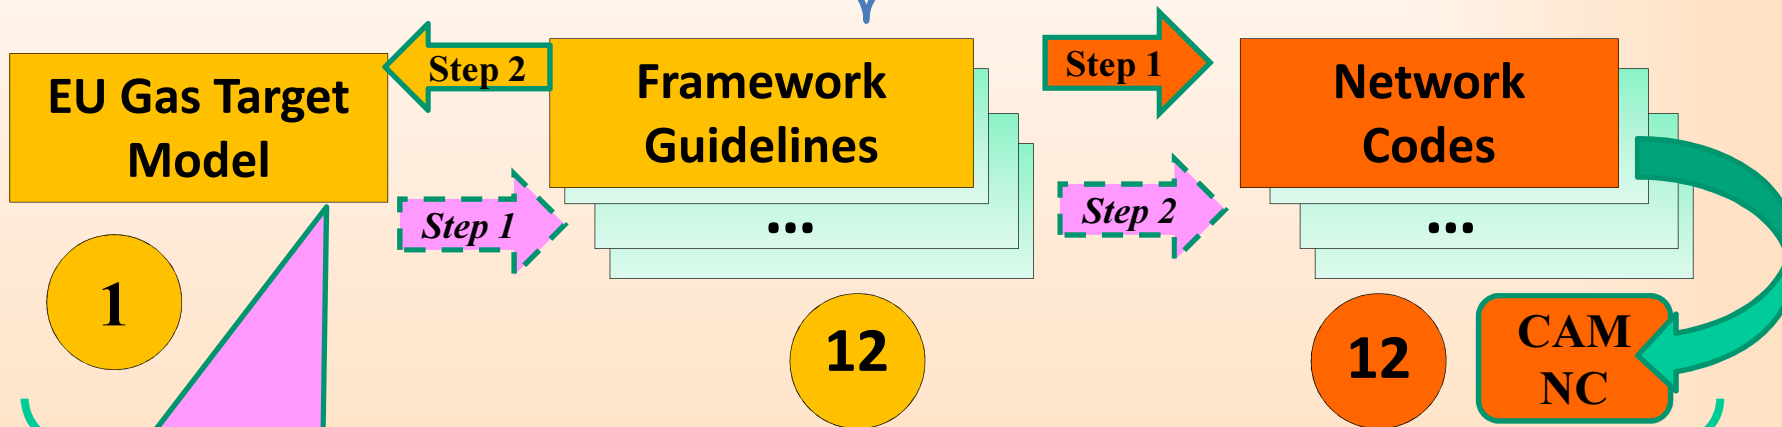 EU Gas Target
Model
Step 2
Framework
Guidelines
Step 1
Network
Codes
Step 1
...
Step 2
...
1
12
12
CAM
NC